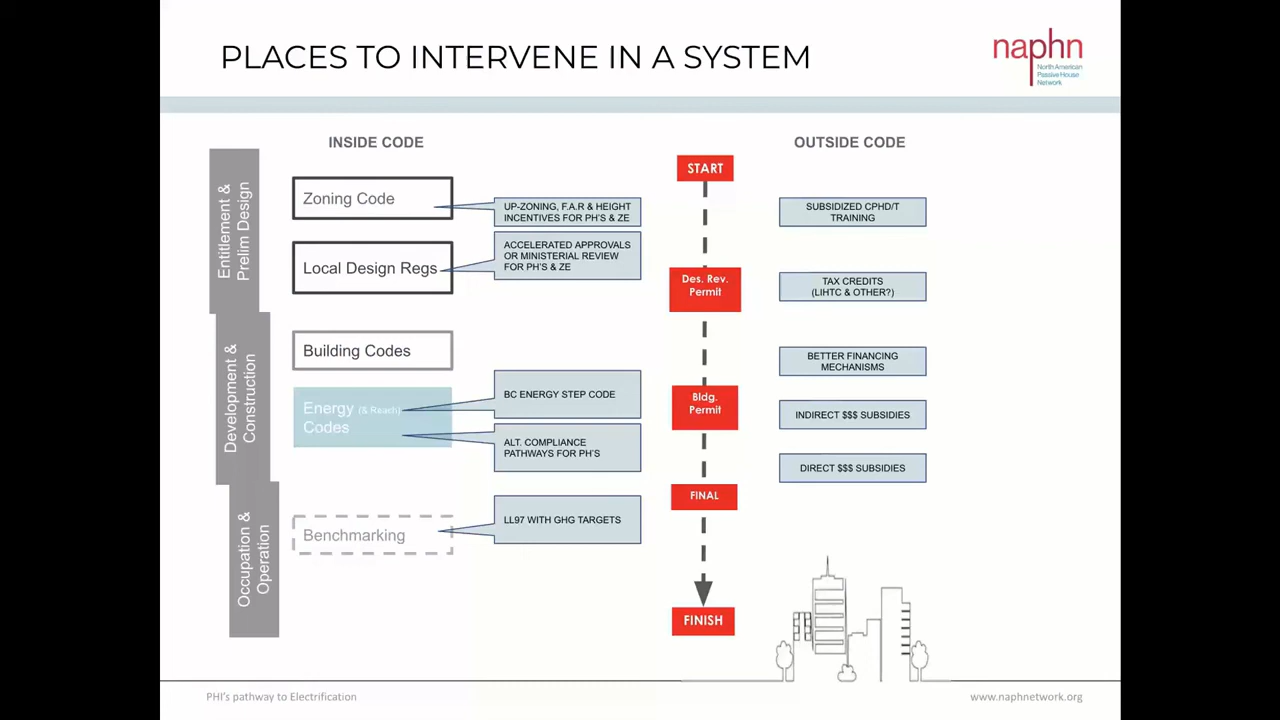 PLACES TO INTERVENE IN A SYSTEM
naphn
North American
Passive House
Network
INSIDE CODE
OUTSIDE CODE
Entitlement &
Prelim Design
Zoning Code
UP-ZONING, F.A.R & HEIGHT
INCENTIVES FOR PH'S & ZE
Local Design Regs
ACCELERATED APPROVALS
OR MINISTERIAL REVIEW
FOR PH'S & ZE
Development &
Construction
Building Codes
Energy (& Reach)
Codes
BC ENERGY STEP CODE
ALT. COMPLIANCE
PATHWAYS FOR PH'S
Occupation &
Operation
Benchmarking
LL97 WITH GHG TARGETS
START
Des. Rev.
Permit
Bldg.
Permit
FINAL
FINISH
SUBSIDIZED CPHD/T
TRAINING
TAX CREDITS
(LIHTC & OTHER?)
BETTER FINANCING
MECHANISMS
INDIRECT $$$ SUBSIDIES
DIRECT $$$ SUBSIDIES
PHI's pathway to Electrification
www.naphnetwork.org